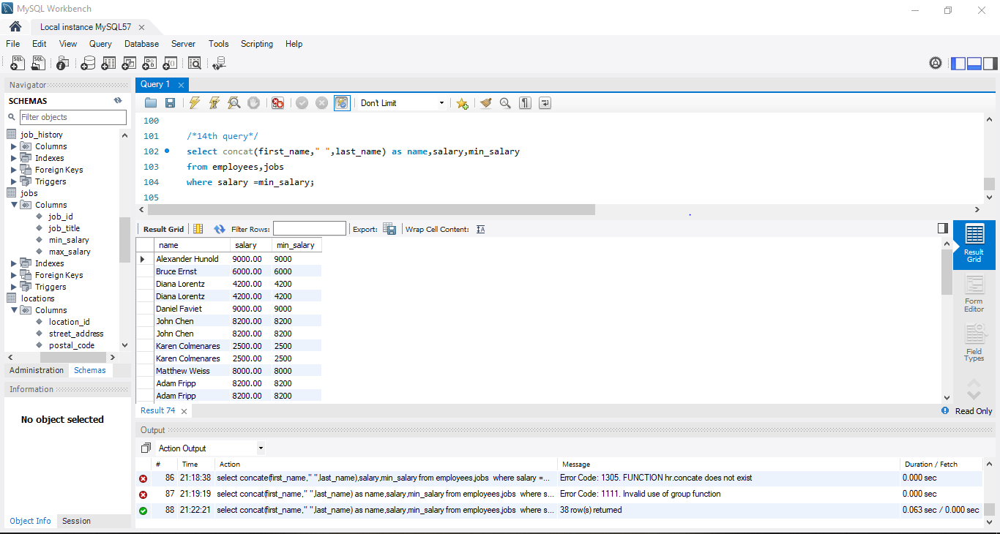 MySQL Workbench
Local instance MySQL57
File Edit View Query Database Server Tools Scripting Help
Navigator
SCHEMAS
Filter objects
job_history
Columns
Indexes
Foreign Keys
Triggers
jobs
Columns
job_id
job_title
min_salary
max_salary
Indexes
Foreign Keys
Triggers
locations
Columns
location_id
street_address
postal_code
Administration Schemas
Information
No object selected
Object Info Session
Query 1
Don't Limit
100
101 /*14th query*/
102 select concat(first_name," ",last_name) as name,salary,min_salary
103 from employees,jobs
104 where salary =min_salary;
105
Result Grid Filter Rows: Export: Wrap Cell Content:
name salary min_salary
Alexander Hunold 9000.00 9000
Bruce Ernst 6000.00 6000
Diana Lorentz 4200.00 4200
Diana Lorentz 4200.00 4200
Daniel Faviet 9000.00 9000
John Chen 8200.00 8200
John Chen 8200.00 8200
Karen Colmenares 2500.00 2500
Karen Colmenares 2500.00 2500
Matthew Weiss 8000.00 8000
Adam Fripp 8200.00 8200
Adam Fripp 8200.00 8200
Result Grid
Form Editor
Field Types
Result 74
Read Only
Output
Action Output
# Time Action Message Duration / Fetch
86 21:18:38 select concate(first_name," ",last_name),salary,min_salary from employees,jobs where salary =... Error Code: 1305. FUNCTION hr.concate does not exist 0.000 sec
87 21:19:19 select concat(first_name," ",last_name) as name,salary,min_salary from employees,jobs where s... Error Code: 1111. Invalid use of group function 0.000 sec
88 21:22:21 select concat(first_name," ",last_name) as name,salary,min_salary from employees,jobs where s... 38 row(s) returned 0.063 sec / 0.000 sec